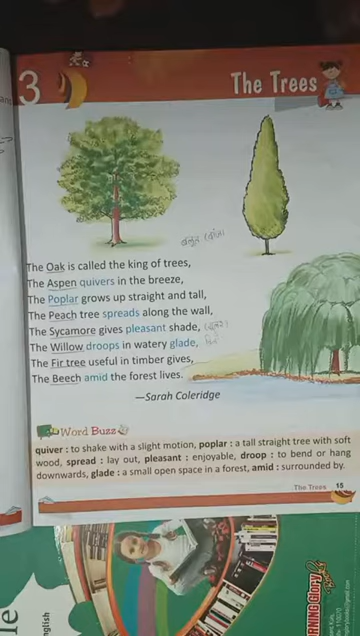 3
The Trees
The Oak is called the king of trees,
The Aspen quivers in the breeze,
The Poplar grows up straight and tall,
The Peach tree spreads along the wall,
The Sycamore gives pleasant shade,
The Willow droops in watery glade,
The Fir tree useful in timber gives,
The Beech amid the forest lives.
—Sarah Coleridge
Word Buzz
quiver : to shake with a slight motion, poplar : a tall straight tree with soft
wood, spread : lay out, pleasant : enjoyable, droop : to bend or hang
downwards, glade : a small open space in a forest, amid : surrounded by.
The Trees 15
nglish
RNING Glory